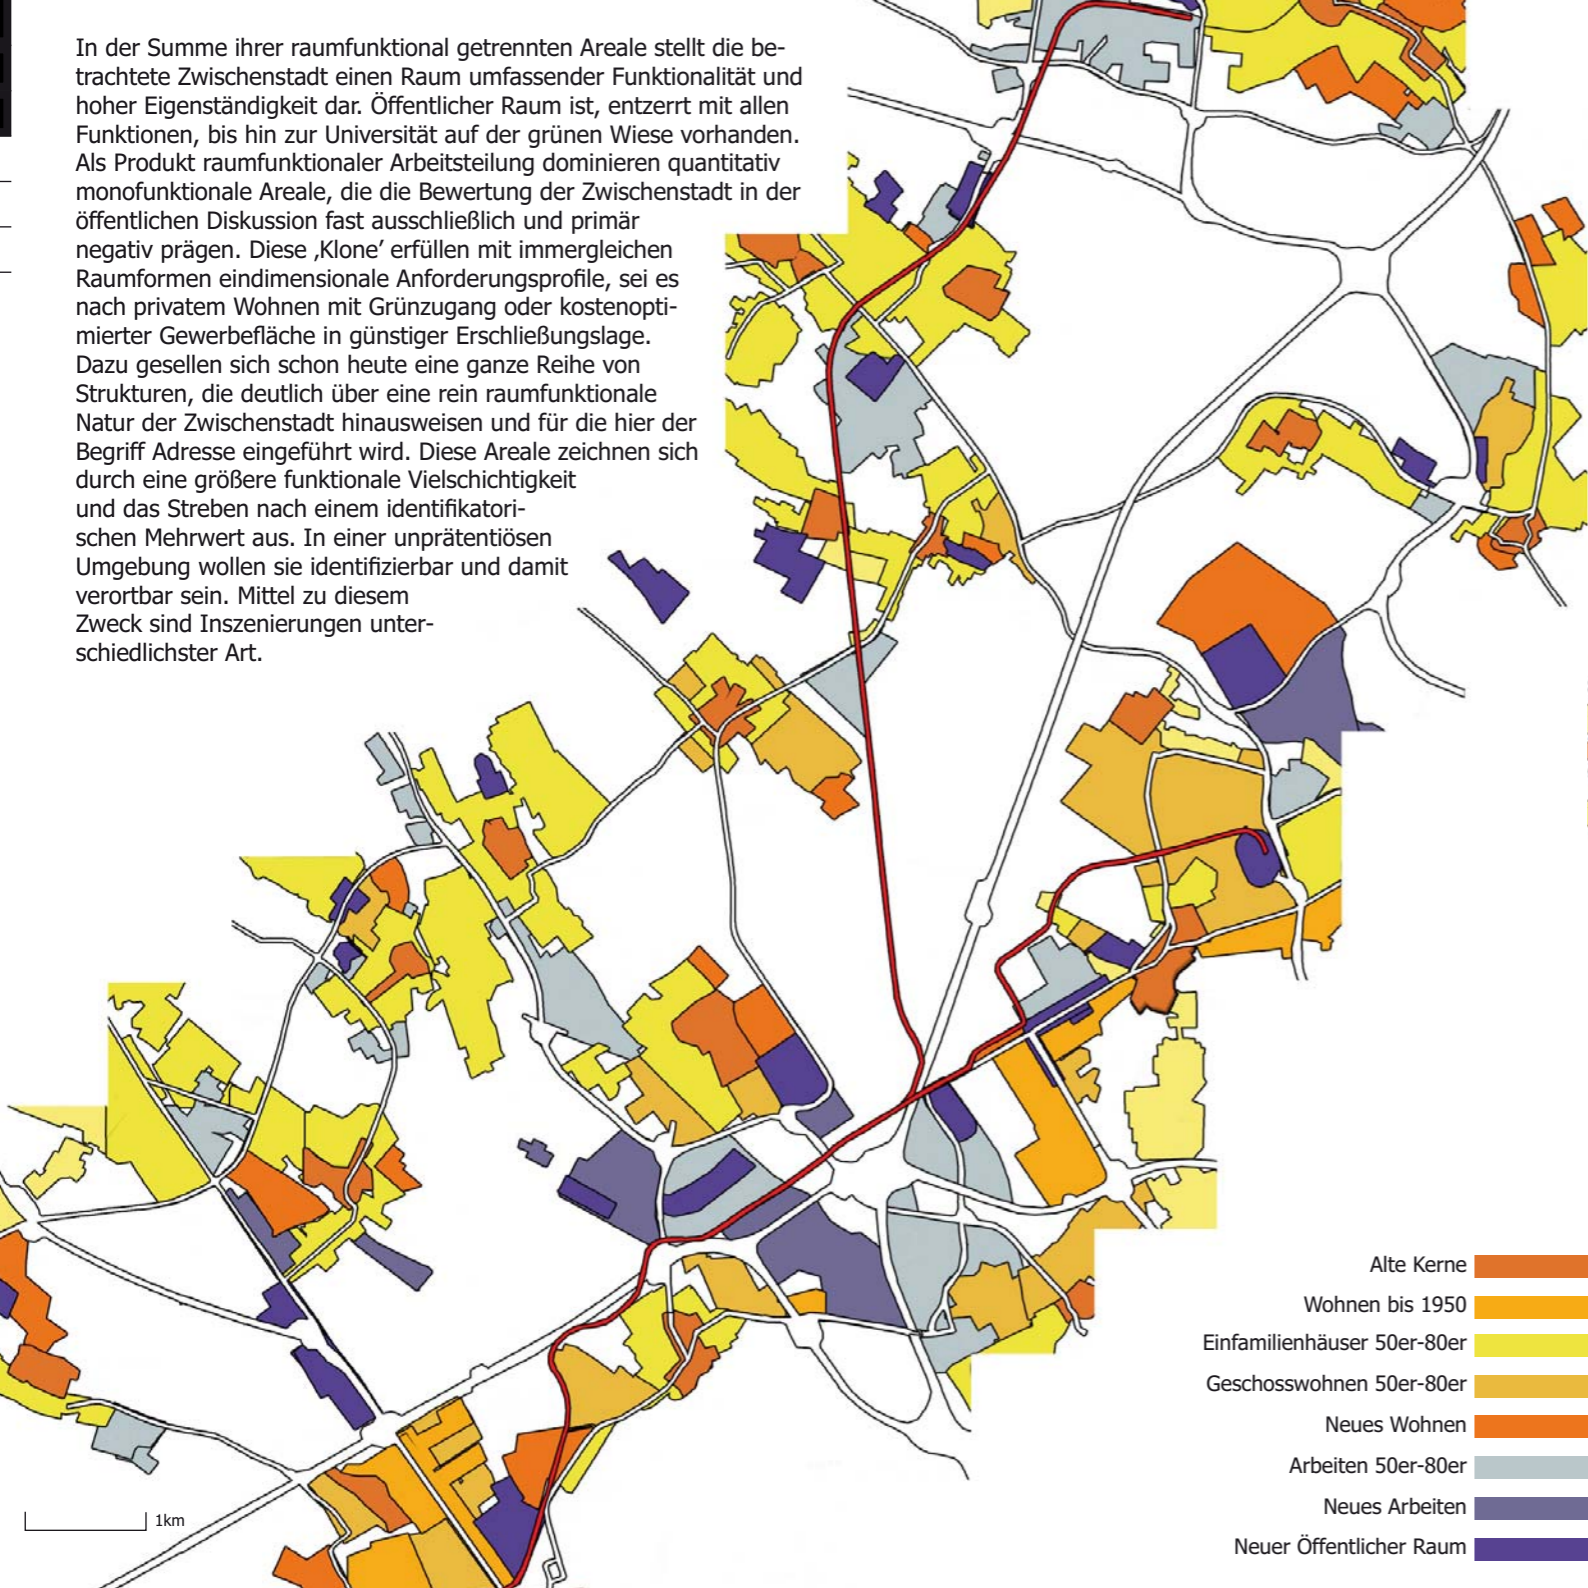 In der Summe ihrer raumfunktional getrennten Areale stellt die be-
trachtete Zwischenstadt einen Raum umfassender Funktionalität und
hoher Eigenständigkeit dar. Öffentlicher Raum ist, entzerrt mit allen
Funktionen, bis hin zur Universität auf der grünen Wiese vorhanden.
Als Produkt raumfunktionaler Arbeitsteilung dominieren quantitativ
monofunktionale Areale, die die Bewertung der Zwischenstadt in der
öffentlichen Diskussion fast ausschließlich und primär
negativ prägen. Diese ‚Klone’ erfüllen mit immergleichen
Raumformen eindimensionale Anforderungsprofile, sei es
nach privatem Wohnen mit Grünzugang oder kostenopti-
mierter Gewerbefläche in günstiger Erschließungslage.
Dazu gesellen sich schon heute eine ganze Reihe von
Strukturen, die deutlich über eine rein raumfunktionale
Natur der Zwischenstadt hinausweisen und für die hier der
Begriff Adresse eingeführt wird. Diese Areale zeichnen sich
durch eine größere funktionale Vielschichtigkeit
und das Streben nach einem identifikatori-
schen Mehrwert aus. In einer unprätentiösen
Umgebung wollen sie identifizierbar und damit
verortbar sein. Mittel zu diesem
Zweck sind Inszenierungen unter-
schiedlichster Art.
Alte Kerne
Wohnen bis 1950
Einfamilienhäuser 50er-80er
Geschosswohnen 50er-80er
Neues Wohnen
Arbeiten 50er-80er
Neues Arbeiten
Neuer Öffentlicher Raum
1km